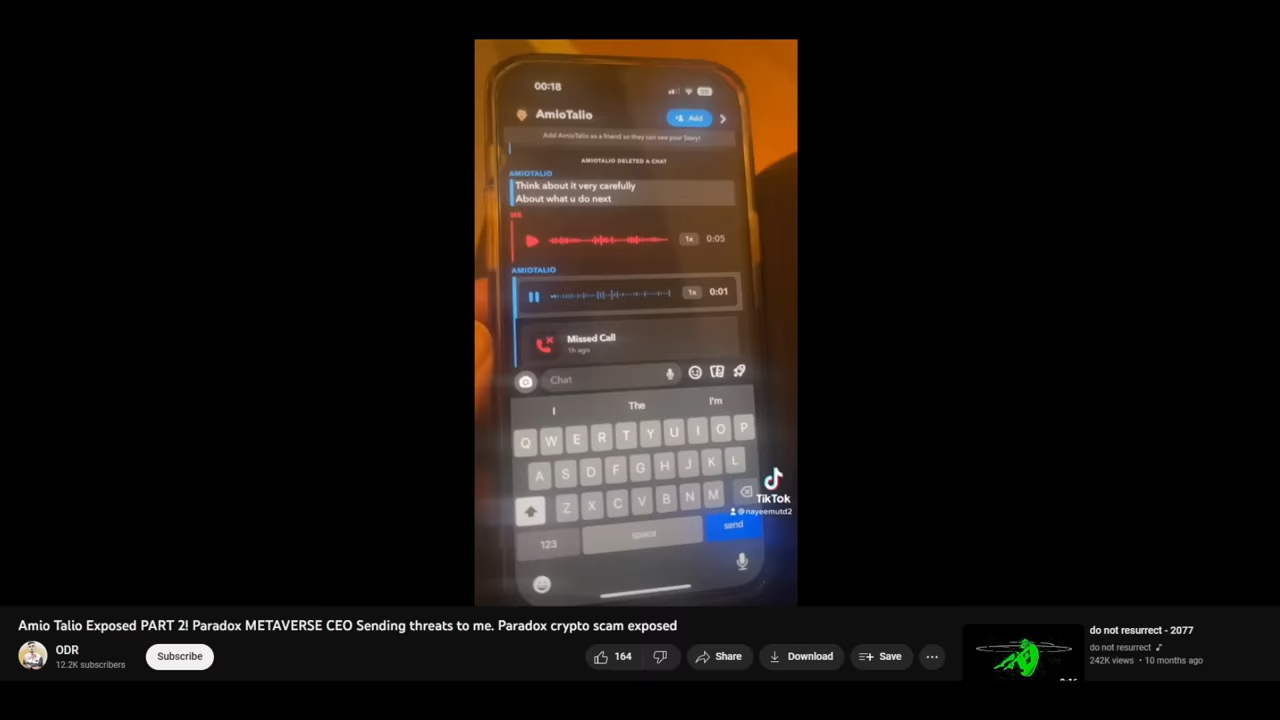 00:18
AmioTalio
Add
Add AmioTalio as a friend so they can see your Story!
AMIOTALIO DELETED A CHAT
AMIOTALIO
Think about it very carefully
About what u do next
ME
1x 0:05
AMIOTALIO
1x 0:01
Missed Call
1h ago
Chat
I The I'm
Q W E R T Y U I O P
A S D F G H J K L
Z X C V B N M
TikTok
@nayeemutd2
123 space send
Amio Talio Exposed PART 2! Paradox METAVERSE CEO Sending threats to me. Paradox crypto scam exposed
ODR
12.2K subscribers
Subscribe
164
Share
Download
Save
do not resurrect - 2077
do not resurrect
242K views • 10 months ago